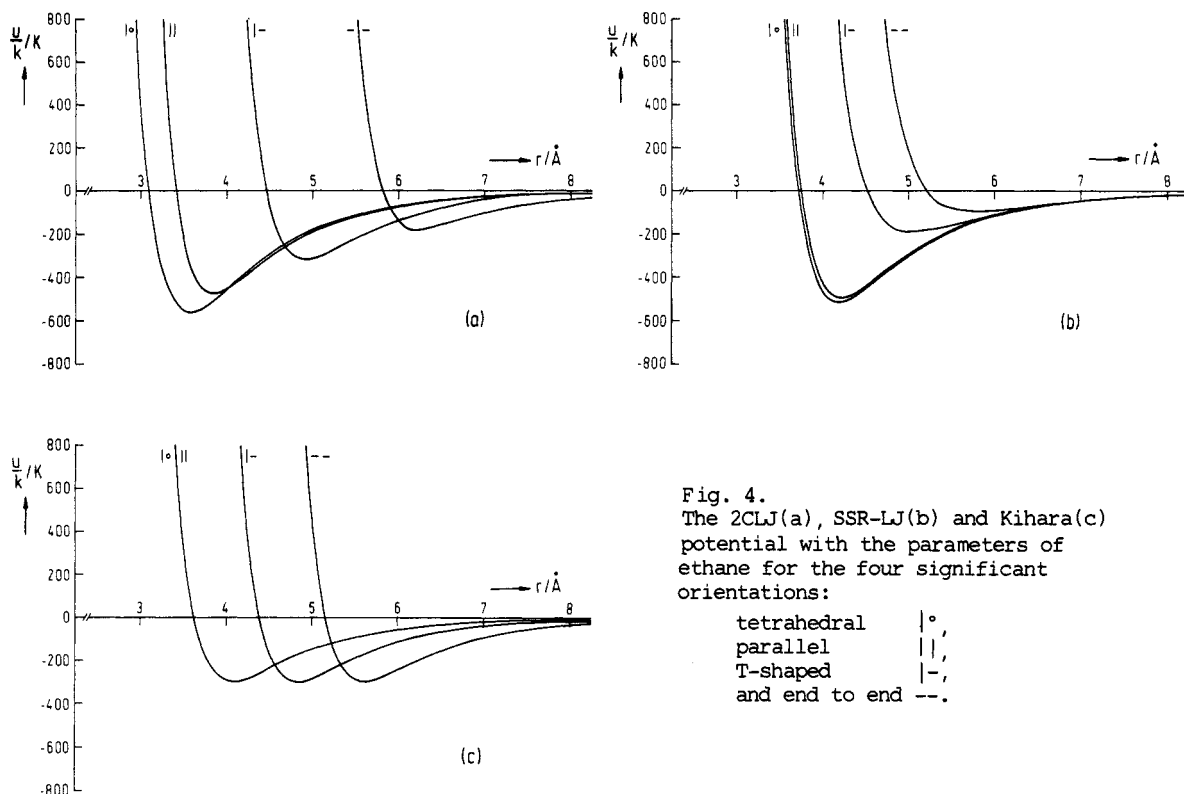 800
u/k /K
600
400
200
0
-200
-400
-600
-800
|° || |- --
r/Å
3 4 5 6 7 8
(a)
800
u/k /K
600
400
200
0
-200
-400
-600
-800
|° || |- --
r/Å
3 4 5 6 7 8
(b)
800
u/k /K
600
400
200
0
-200
-400
-600
-800
|° || |- --
r/Å
3 4 5 6 7 8
(c)
Fig. 4.
The 2CLJ(a), SSR-LJ(b) and Kihara(c)
potential with the parameters of
ethane for the four significant
orientations:
tetrahedral |°,
parallel ||,
T-shaped |-,
and end to end --.